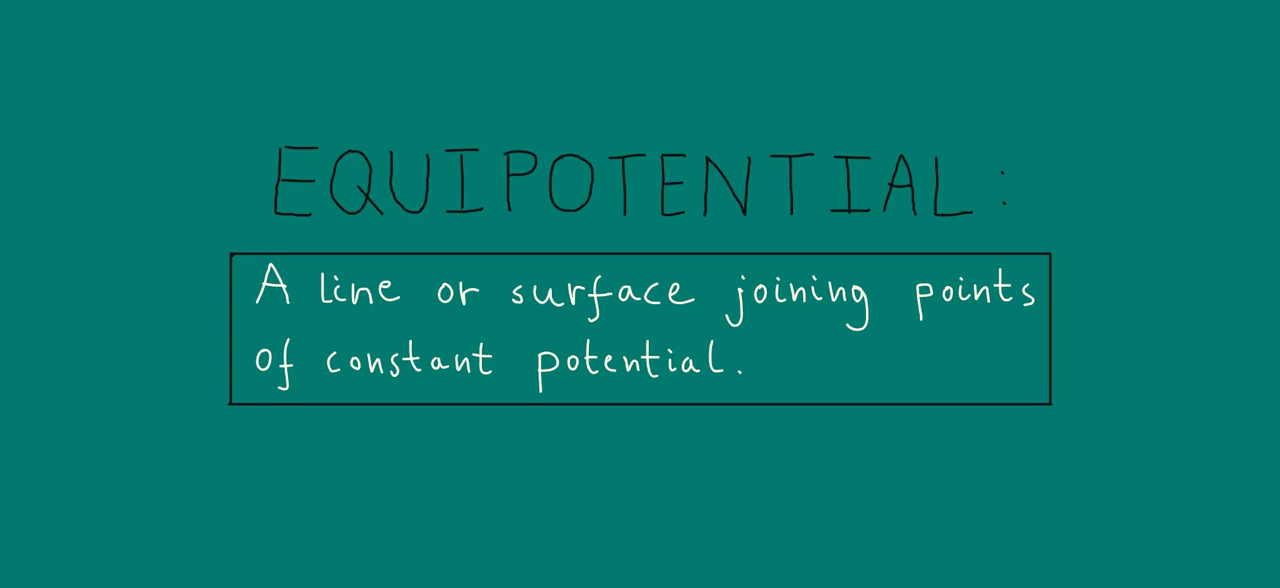 EQUIPOTENTIAL:
A line or surface joining points
of constant potential.